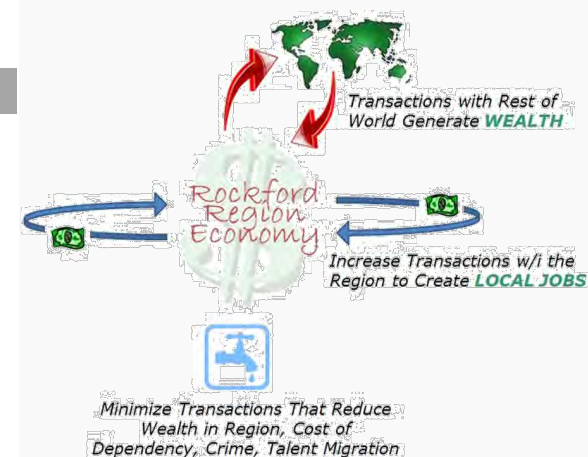 Transactions with Rest of
World Generate WEALTH
Rockford
Region
Economy
Increase Transactions w/i the
Region to Create LOCAL JOBS
Minimize Transactions That Reduce
Wealth in Region, Cost of
Dependency, Crime, Talent Migration